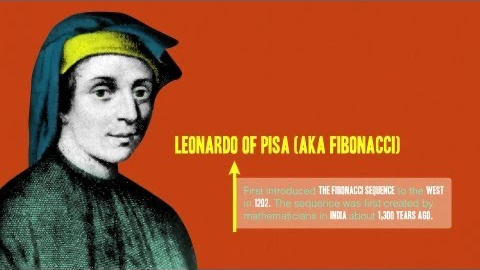 LEONARDO OF PISA (AKA FIBONACCI)
First introduced THE FIBONACCI SEQUENCE to the WEST
in 1202. The sequence was first created by
mathematicians in INDIA about 1,300 YEARS AGO.